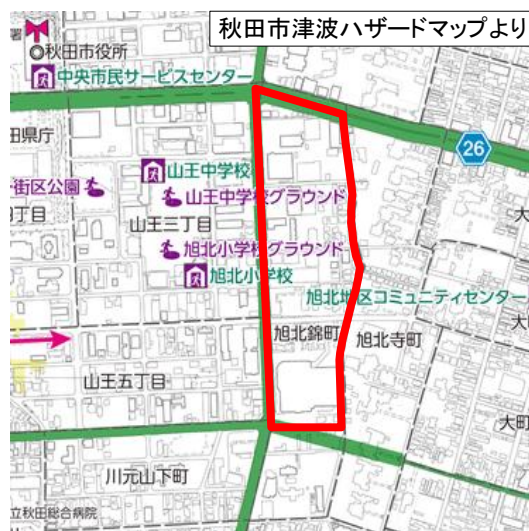 秋田市津波ハザードマップより
署
秋田市役所
中央市民サービスセンター
田県庁
26
山王中学校
街区公園
山王中学校グラウンド
四丁目
山王三丁目
旭北小学校グラウンド
旭北小学校
旭北地区コミュニティセンター
旭北錦町
旭北寺町
山王五丁目
大町
川元山下町
立秋田総合病院